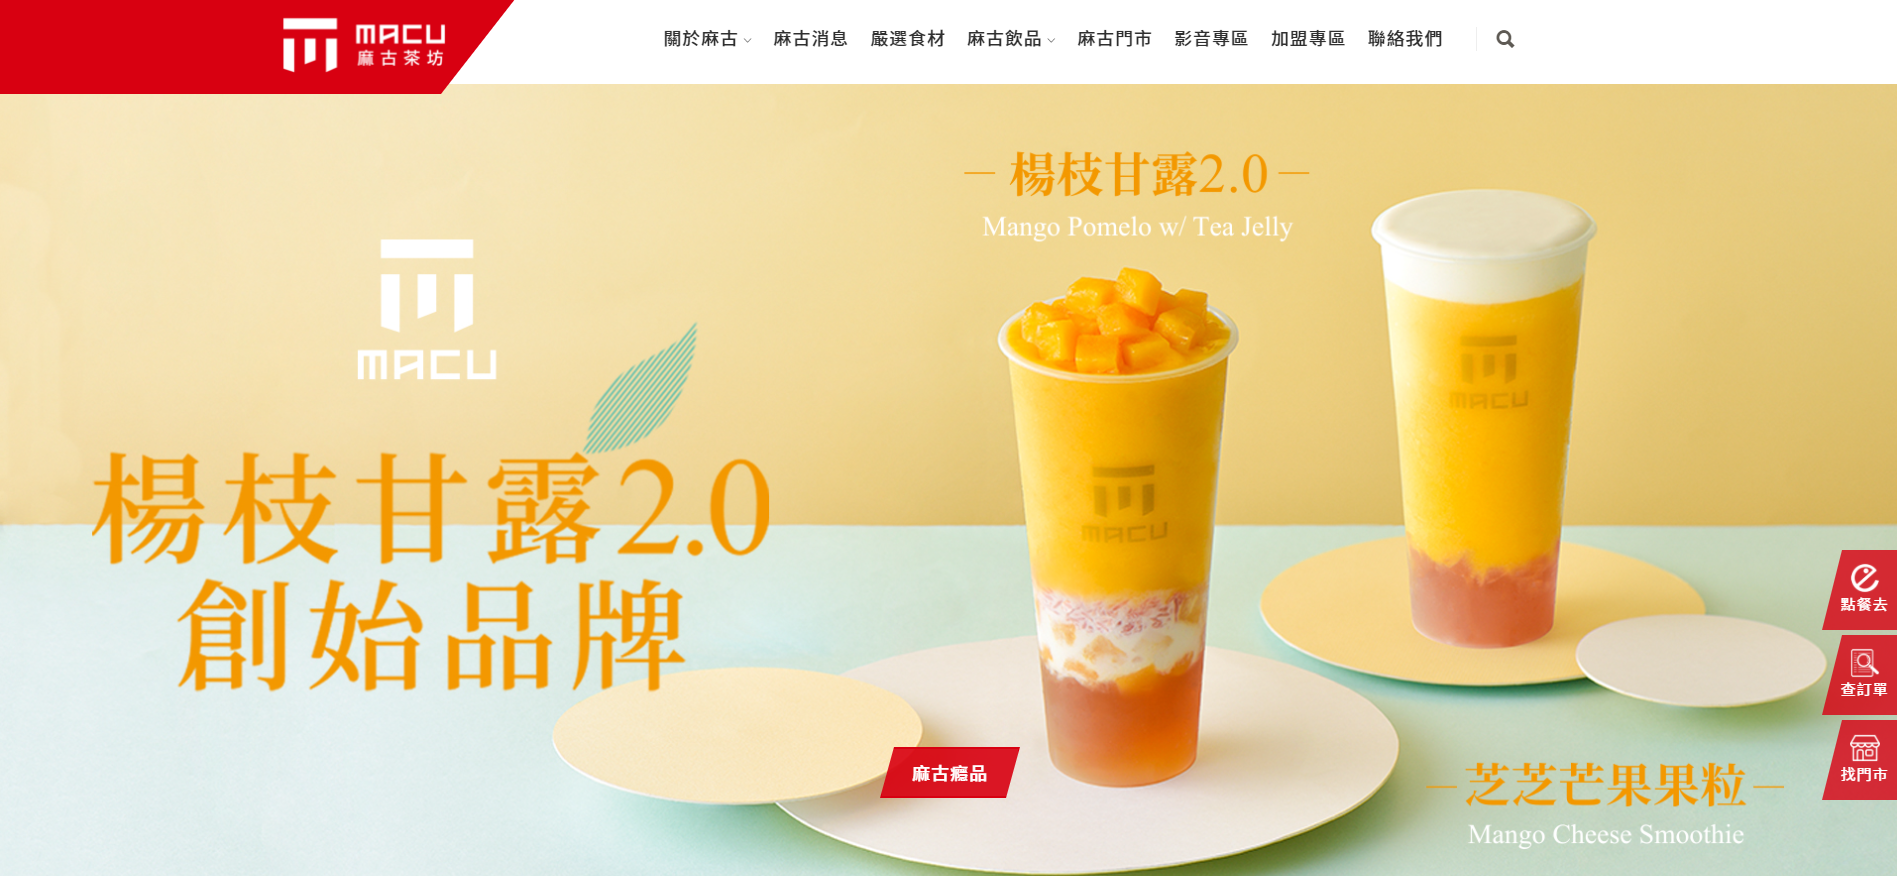 MACU
麻古茶坊
關於麻古 麻古消息 嚴選食材 麻古飲品 麻古門市 影音專區 加盟專區 聯絡我們
楊枝甘露2.0
Mango Pomelo w/ Tea Jelly
MACU
楊枝甘露2.0
創始品牌
MACU
MACU
點餐去
查訂單
找門市
麻古癮品
芝芝芒果果粒
Mango Cheese Smoothie